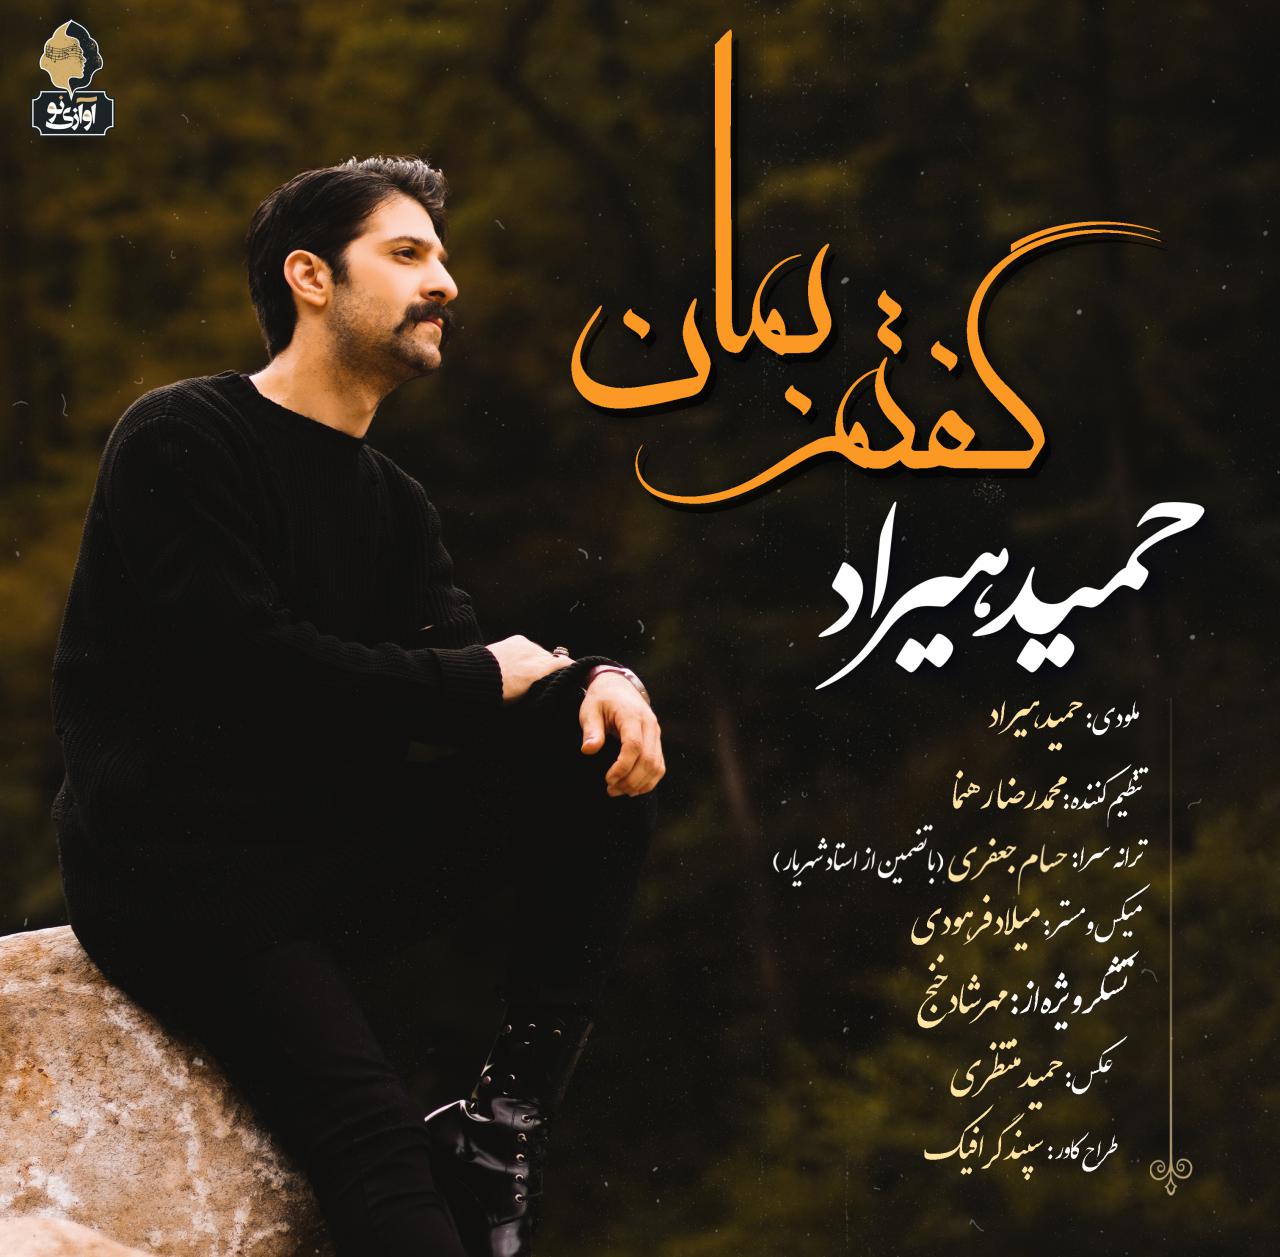 آوازی نو
گفتم بمان
حمید هیراد
ملودی: حمید هیراد
تنظیم کننده: محمدرضا رهنما
ترانه سرا: حسام جعفری (با تضمین از استاد شهریار)
میکس و مستر: میلاد فرهودی
تشکر ویژه از: مهرشاد خنج
عکس: حمید منتظری
طراح کاور: سپند گرافیک